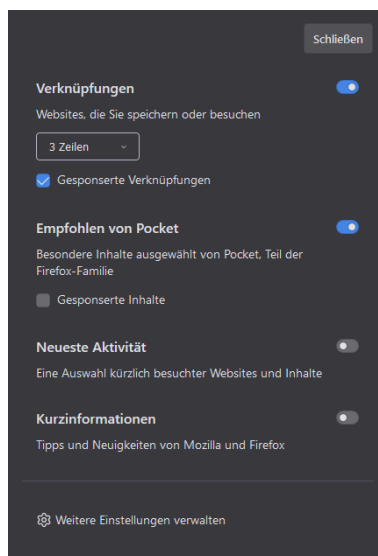 Schließen
Verknüpfungen
Websites, die Sie speichern oder besuchen
3 Zeilen
Gesponserte Verknüpfungen
Empfohlen von Pocket
Besondere Inhalte ausgewählt von Pocket, Teil der
Firefox-Familie
Gesponserte Inhalte
Neueste Aktivität
Eine Auswahl kürzlich besuchter Websites und Inhalte
Kurzinformationen
Tipps und Neuigkeiten von Mozilla und Firefox
Weitere Einstellungen verwalten